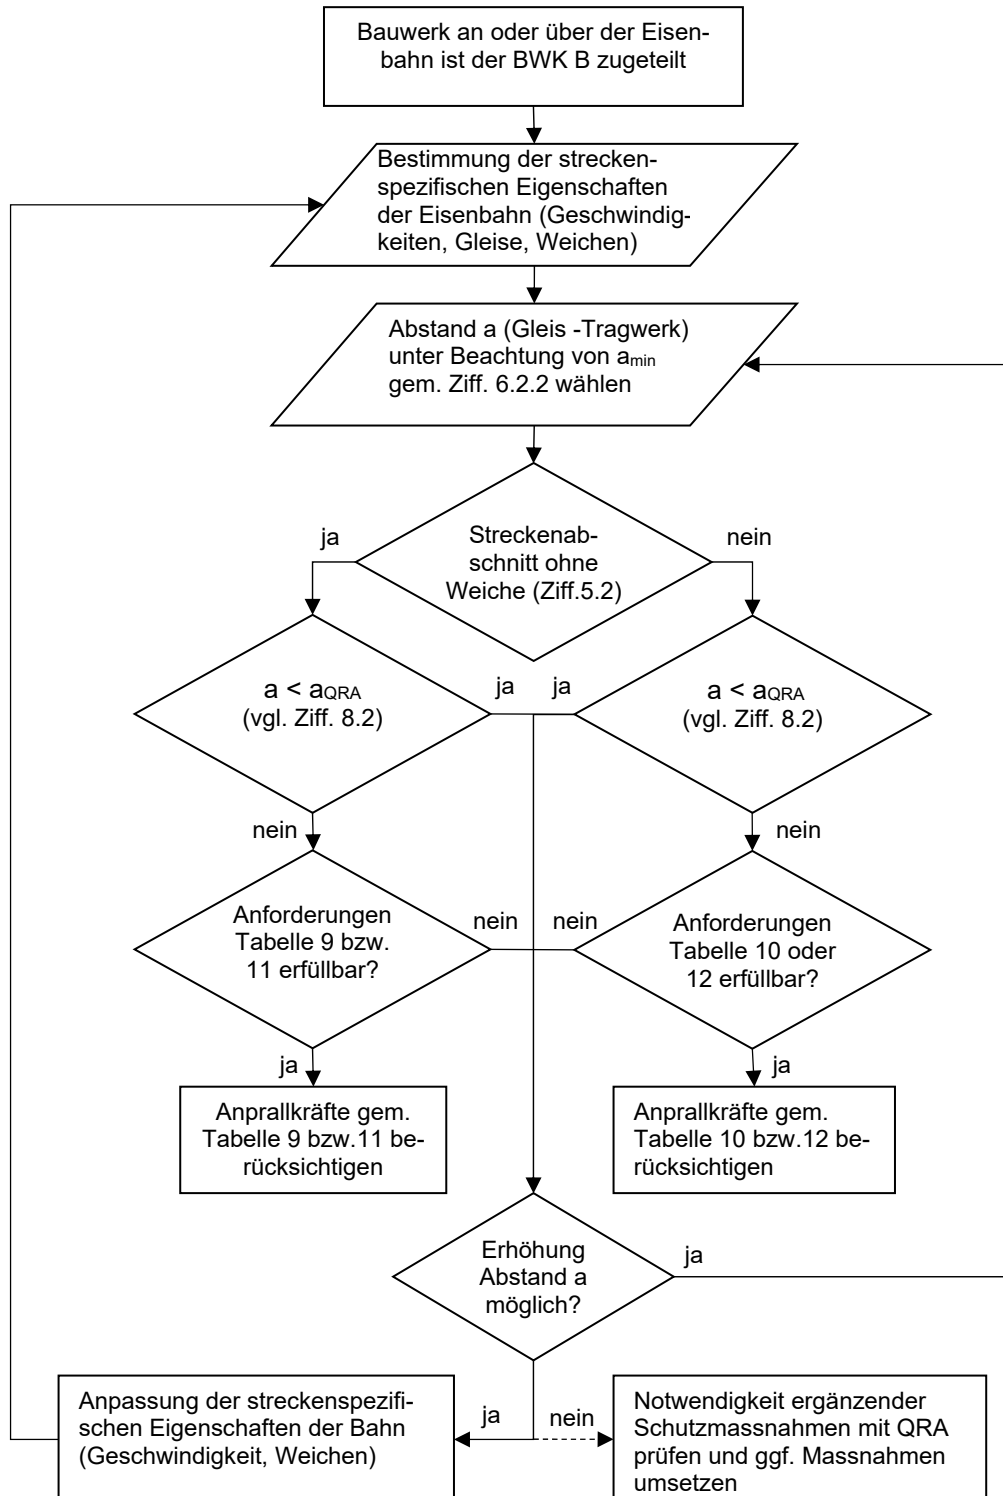 Bauwerk an oder über der Eisen-
bahn ist der BWK B zugeteilt
Bestimmung der strecken-
spezifischen Eigenschaften
der Eisenbahn (Geschwindig-
keiten, Gleise, Weichen)
Abstand a (Gleis -Tragwerk)
unter Beachtung von amin
gem. Ziff. 6.2.2 wählen
ja
Streckenab-
schnitt ohne
Weiche (Ziff.5.2)
nein
a < aQRA
(vgl. Ziff. 8.2)
ja
ja
a < aQRA
(vgl. Ziff. 8.2)
nein
nein
Anforderungen
Tabelle 9 bzw.
11 erfüllbar?
nein
nein
Anforderungen
Tabelle 10 oder
12 erfüllbar?
ja
ja
Anprallkräfte gem.
Tabelle 9 bzw.11 be-
rücksichtigen
Anprallkräfte gem.
Tabelle 10 bzw.12 be-
rücksichtigen
Erhöhung
Abstand a
möglich?
ja
Anpassung der streckenspezifi-
schen Eigenschaften der Bahn
(Geschwindigkeit, Weichen)
ja
nein
Notwendigkeit ergänzender
Schutzmassnahmen mit QRA
prüfen und ggf. Massnahmen
umsetzen